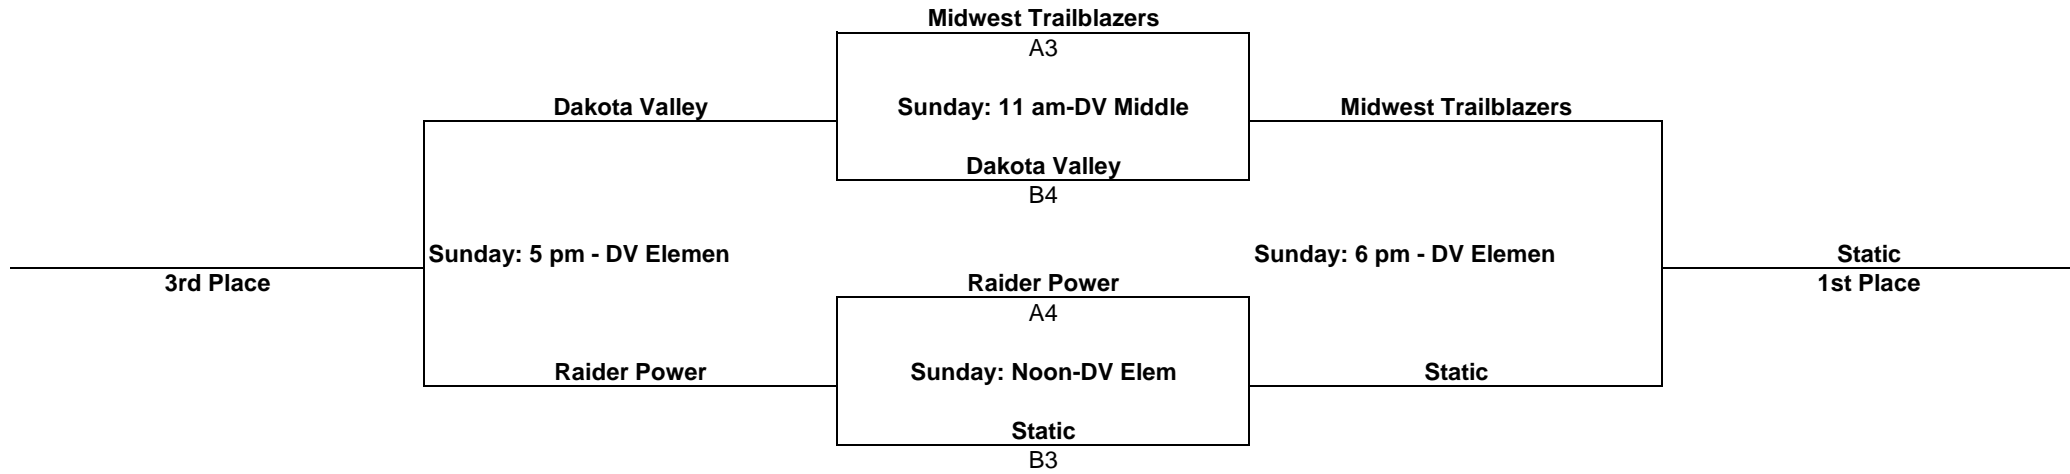 Midwest Trailblazers
A3
Dakota Valley
Sunday: 11 am-DV Middle
Midwest Trailblazers
Dakota Valley
B4
Sunday: 5 pm - DV Elemen
Sunday: 6 pm - DV Elemen
Static
3rd Place
Raider Power
1st Place
A4
Raider Power
Sunday: Noon-DV Elem
Static
Static
B3